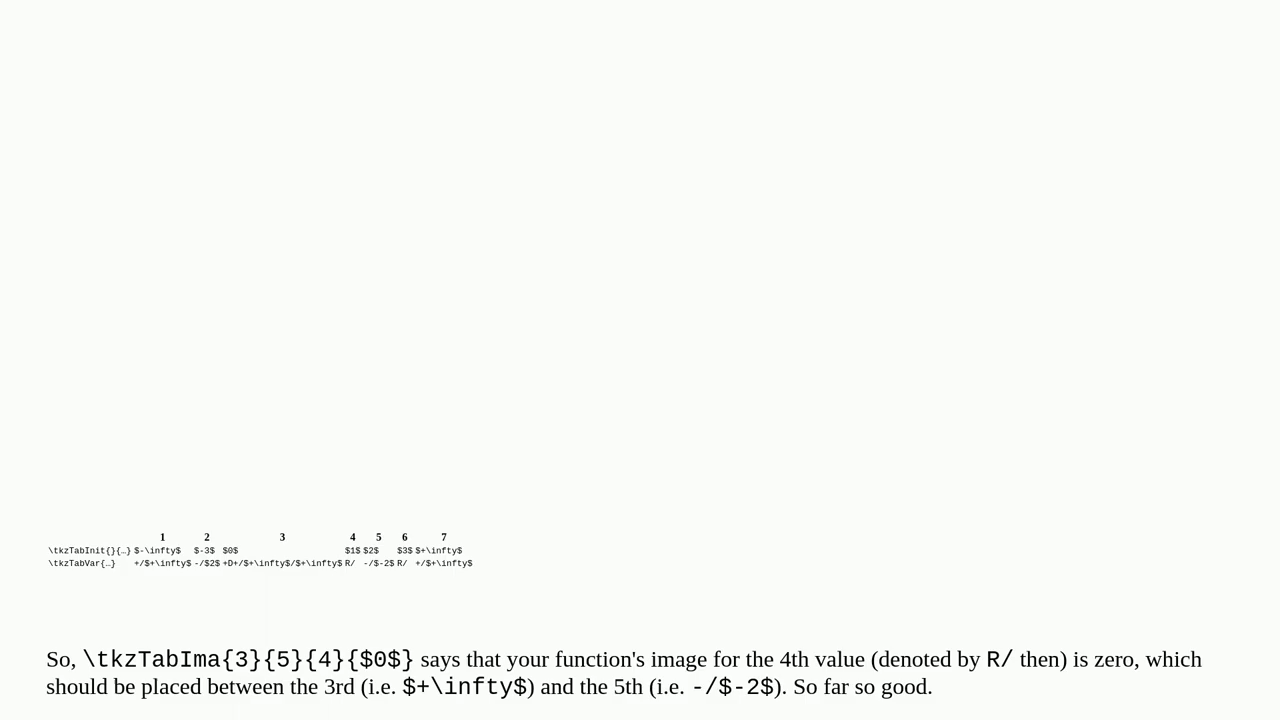 1 2 3 4 5 6 7
\tkzTabInit{}{…} $-\infty$ $-3$ $0$ $1$ $2$ $3$ $+\infty$
\tkzTabVar{…} +/$+\infty$ -/$2$ +D+/$+\infty$/$+\infty$ R/ -/$-2$ R/ +/$+\infty$
So, \tkzTabIma{3}{5}{4}{$0$} says that your function's image for the 4th value (denoted by R/ then) is zero, which
should be placed between the 3rd (i.e. $+\infty$) and the 5th (i.e. -/$-2$). So far so good.